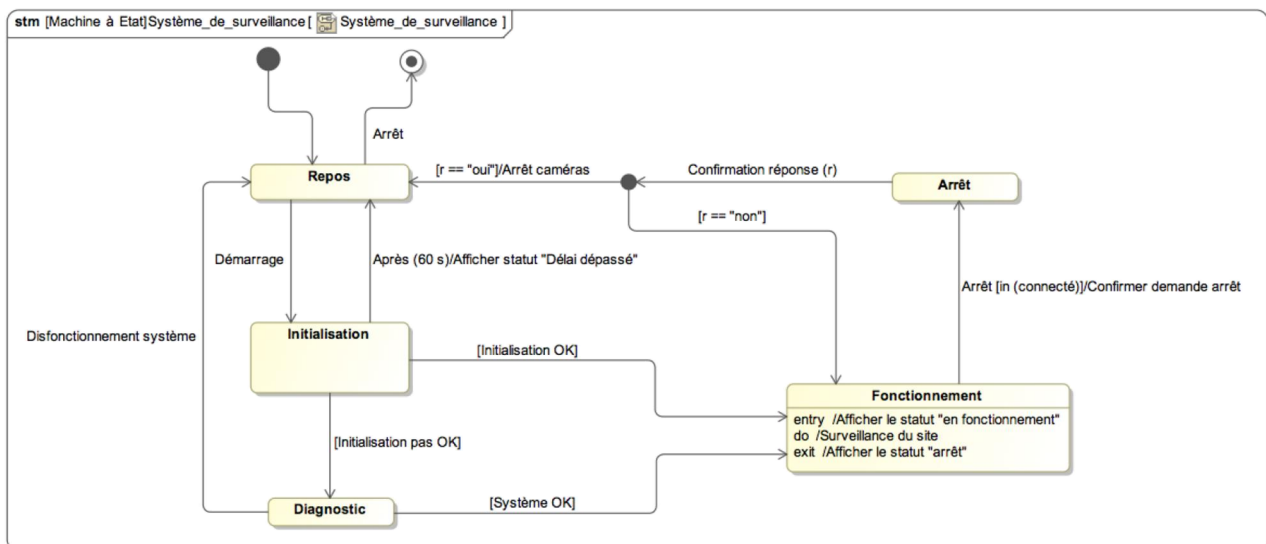 stm [Machine à Etat]Système_de_surveillance[ Système_de_surveillance ]
Arrêt
Repos
[r == "oui"]/Arrêt caméras
Confirmation réponse (r)
Arrêt
[r == "non"]
Démarrage
Après (60 s)/Afficher statut "Délai dépassé"
Arrêt [in (connecté)]/Confirmer demande arrêt
Disfonctionnement système
Initialisation
[Initialisation OK]
Fonctionnement
entry /Afficher le statut "en fonctionnement"
do /Surveillance du site
exit /Afficher le statut "arrêt"
[Initialisation pas OK]
Diagnostic
[Système OK]